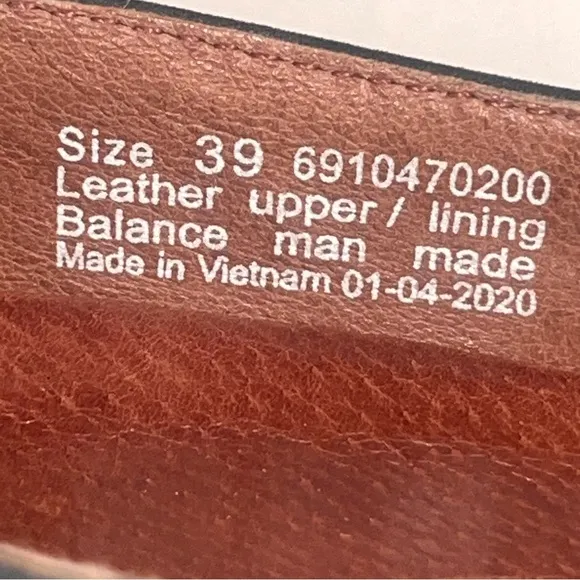 Size 39 6910470200
Leather upper/ lining
Balance man made
Made in Vietnam 01-04-2020